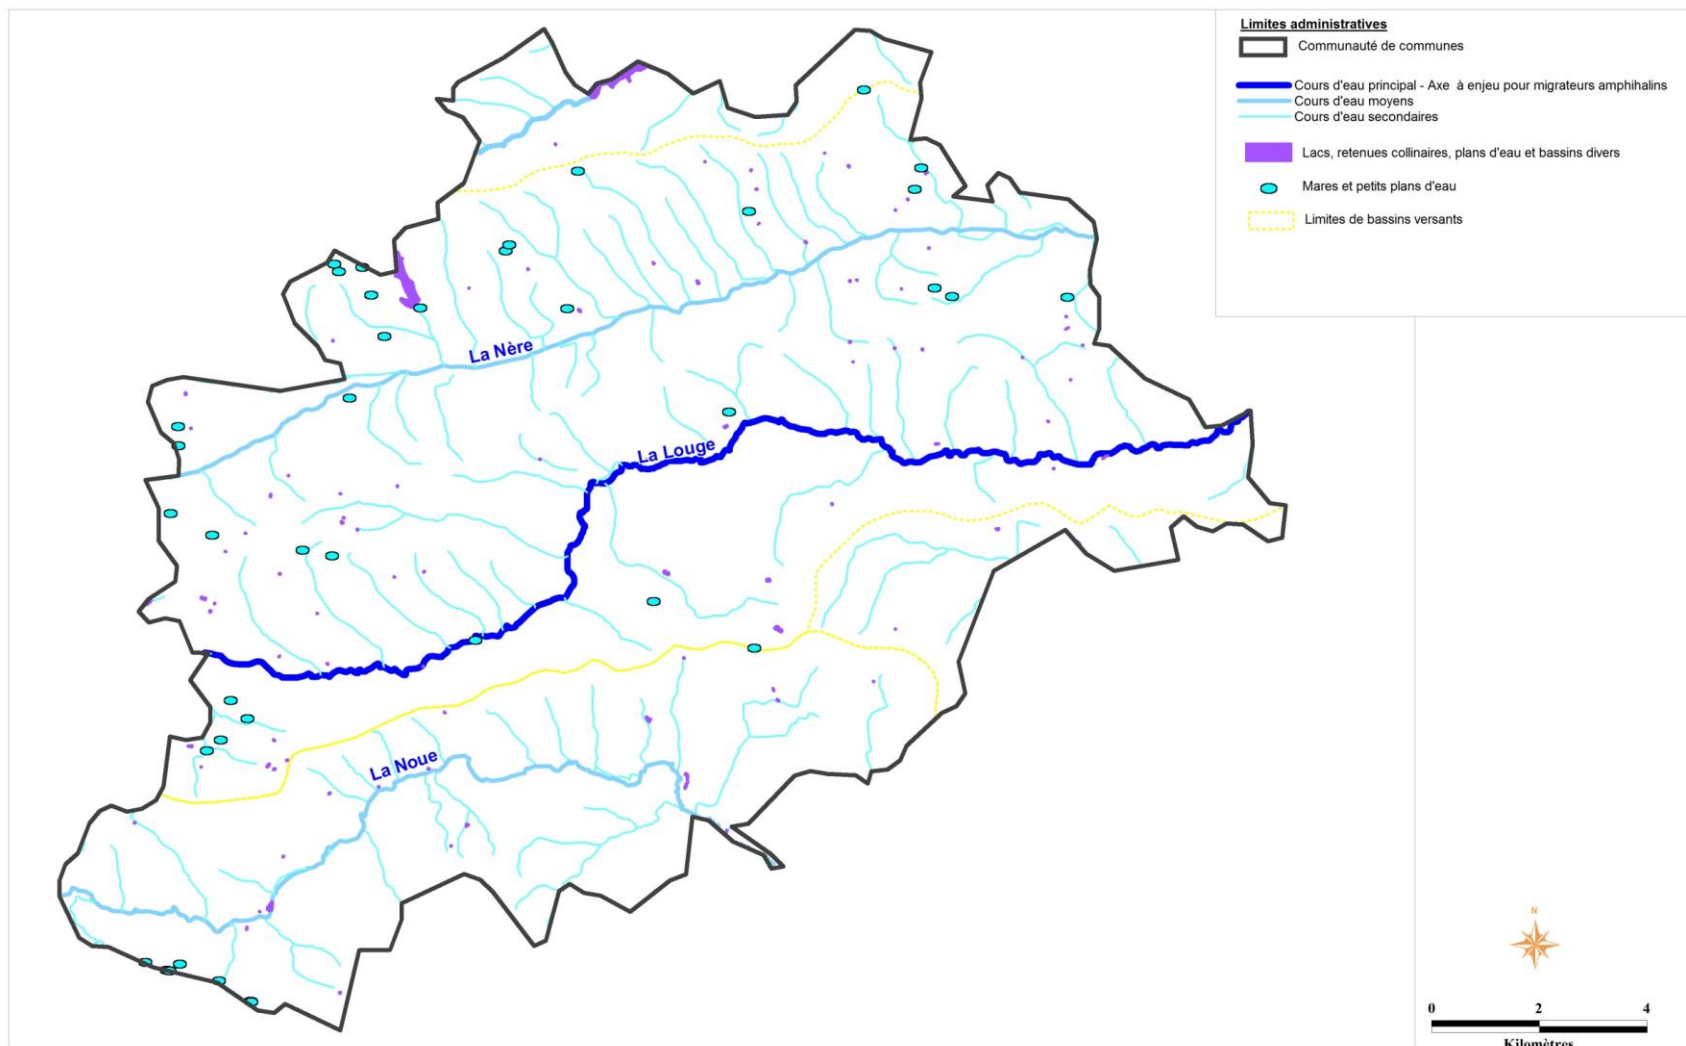 Limites administratives
Communauté de communes
Cours d'eau principal - Axe à enjeu pour migrateurs amphihalins
Cours d'eau moyens
Cours d'eau secondaires
Lacs, retenues collinaires, plans d'eau et bassins divers
Mares et petits plans d'eau
Limites de bassins versants
La Nère
La Louge
La Noue
N
0 2 4
Kilomètres